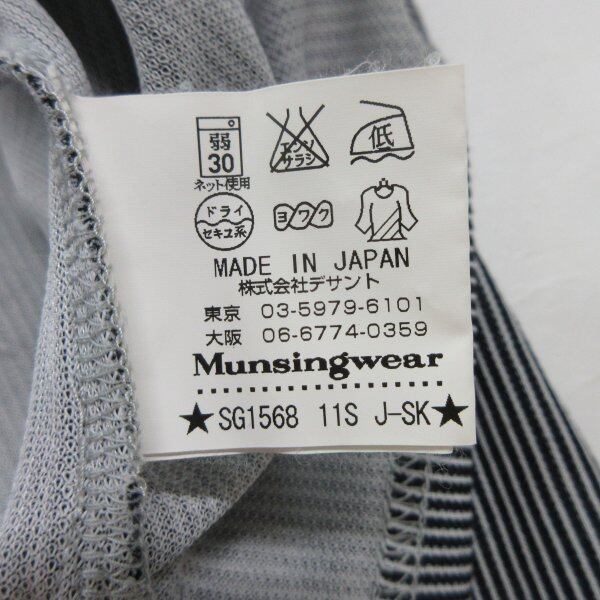 弱
30
ネット使用
エンソ
サラシ
低
ドライ
セキユ系
ヨワク
MADE IN JAPAN
株式会社デサント
東京 03-5979-6101
大阪 06-6774-0359
Munsingwear
★SG1568 11S J-SK★